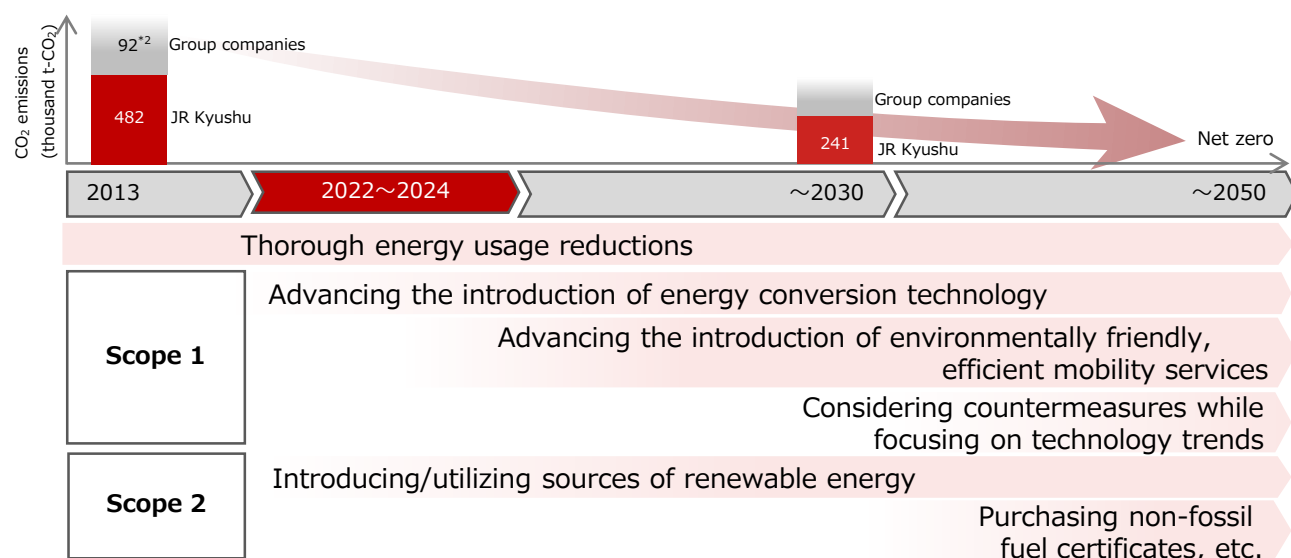 CO₂ emissions
(thousand t-CO₂)
92*2
Group companies
482
JR Kyushu
Group companies
241
JR Kyushu
Net zero
2013
2022～2024
～2030
～2050
Thorough energy usage reductions
Scope 1
Advancing the introduction of energy conversion technology
Advancing the introduction of environmentally friendly,
efficient mobility services
Considering countermeasures while
focusing on technology trends
Scope 2
Introducing/utilizing sources of renewable energy
Purchasing non-fossil
fuel certificates, etc.